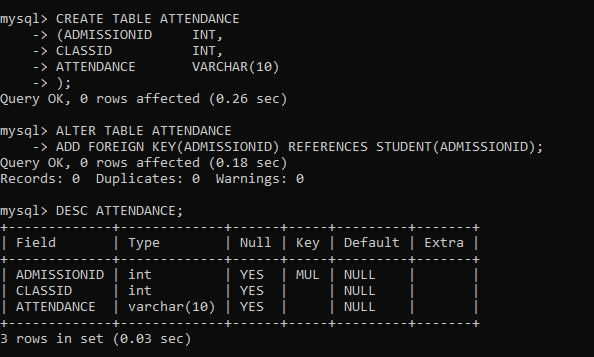 mysql> CREATE TABLE ATTENDANCE
    -> (ADMISSIONID     INT,
    -> CLASSID          INT,
    -> ATTENDANCE       VARCHAR(10)
    -> );
Query OK, 0 rows affected (0.26 sec)

mysql> ALTER TABLE ATTENDANCE
    -> ADD FOREIGN KEY(ADMISSIONID) REFERENCES STUDENT(ADMISSIONID);
Query OK, 0 rows affected (0.18 sec)
Records: 0  Duplicates: 0  Warnings: 0

mysql> DESC ATTENDANCE;
+-------------+-------------+------+-----+---------+-------+
| Field       | Type        | Null | Key | Default | Extra |
+-------------+-------------+------+-----+---------+-------+
| ADMISSIONID | int         | YES  | MUL | NULL    |       |
| CLASSID     | int         | YES  |     | NULL    |       |
| ATTENDANCE  | varchar(10) | YES  |     | NULL    |       |
+-------------+-------------+------+-----+---------+-------+
3 rows in set (0.03 sec)